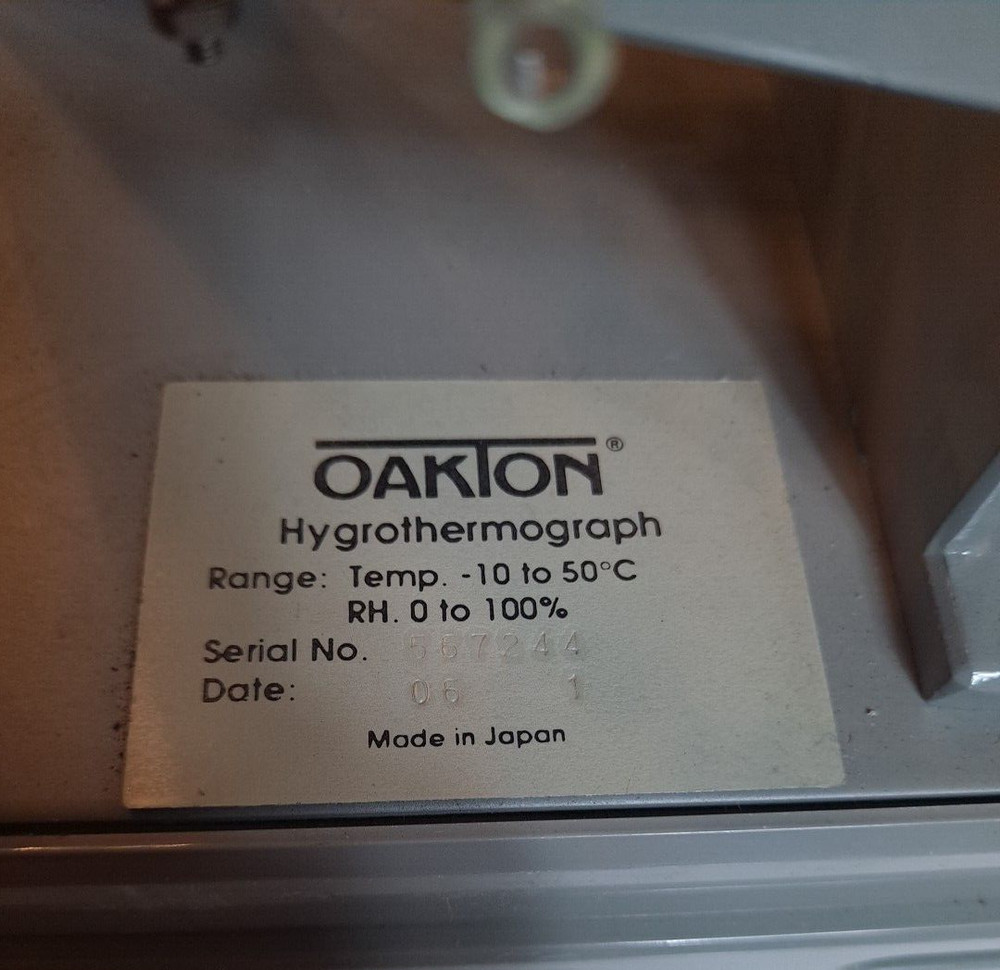 OAKTON®
Hygrothermograph
Range: Temp. -10 to 50°C
RH. 0 to 100%
Serial No. 567244
Date: 06 1
Made in Japan